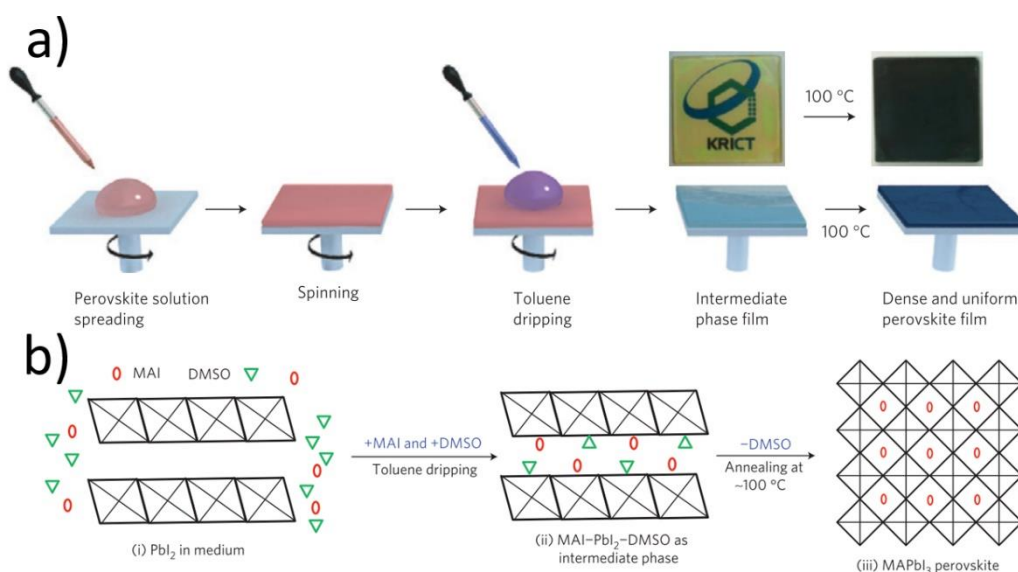 a)
KRICT
100 °C
100 °C
Perovskite solution
spreading
Spinning
Toluene
dripping
Intermediate
phase film
Dense and uniform
perovskite film
b)
MAI
DMSO
+MAI and +DMSO
Toluene dripping
−DMSO
Annealing at
~100 °C
(i) PbI₂ in medium
(ii) MAI−PbI₂−DMSO as
intermediate phase
(iii) MAPbI₃ perovskite